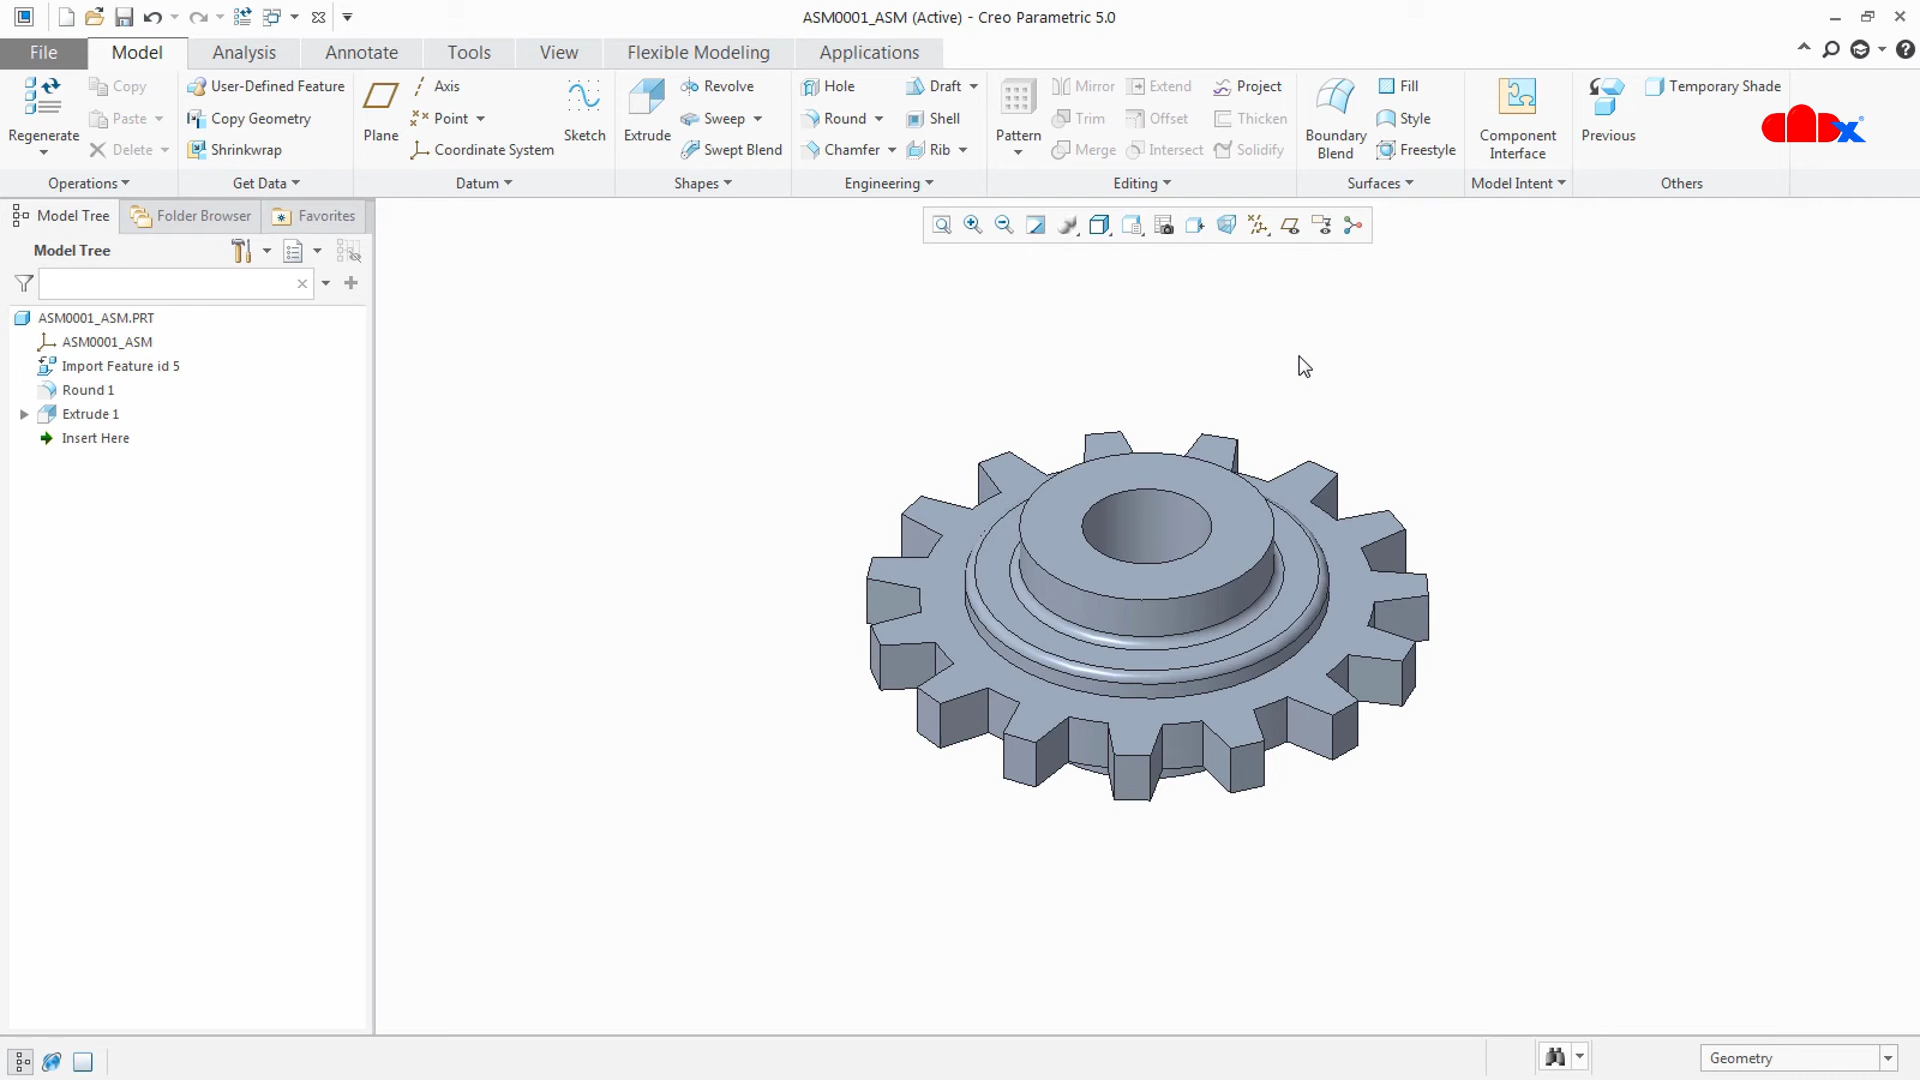 ASM0001_ASM (Active) - Creo Parametric 5.0
File Model Analysis Annotate Tools View Flexible Modeling Applications
Regenerate
Copy
Paste
Delete
Operations
User-Defined Feature
Copy Geometry
Shrinkwrap
Get Data
Plane
Axis
Point
Coordinate System
Sketch
Datum
Extrude
Revolve
Sweep
Swept Blend
Shapes
Hole
Round
Chamfer
Draft
Shell
Rib
Engineering
Pattern
Mirror
Trim
Merge
Extend
Offset
Intersect
Project
Thicken
Solidify
Editing
Boundary
Blend
Fill
Style
Freestyle
Surfaces
Component
Interface
Model Intent
Previous
Temporary Shade
Others
Model Tree Folder Browser Favorites
Model Tree
ASM0001_ASM.PRT
ASM0001_ASM
Import Feature id 5
Round 1
Extrude 1
Insert Here
Geometry